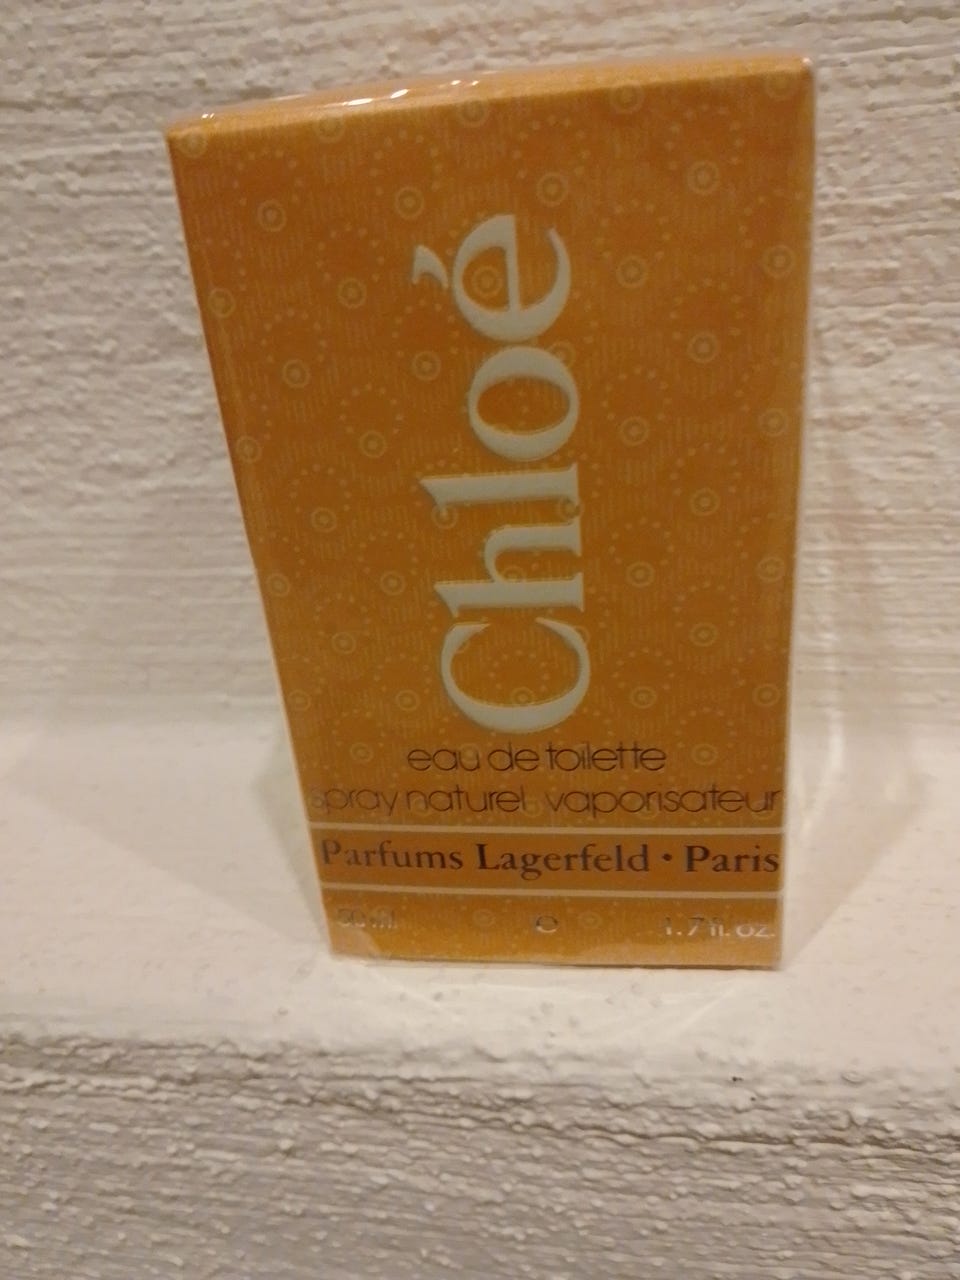 Chloé
eau de toilette
spray naturel vaporisateur
Parfums Lagerfeld • Paris
50 ml e 1.7 fl. oz.